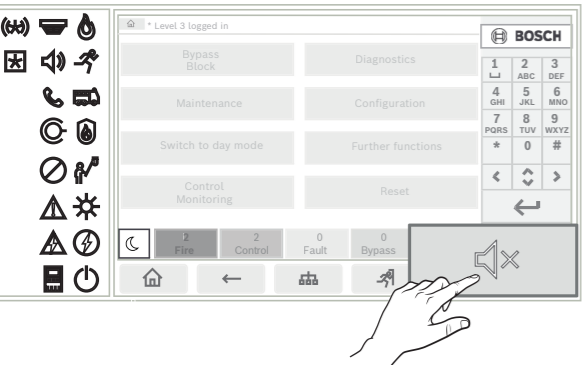 * Level 3 logged in
BOSCH
Bypass
Block
Diagnostics
Maintenance
Configuration
Switch to day mode
Further functions
Control
Monitoring
Reset
1 2 3
ABC DEF
4 5 6
GHI JKL MNO
7 8 9
PQRS TUV WXYZ
* 0 #
2 2 0 0
Fire Control Fault Bypass